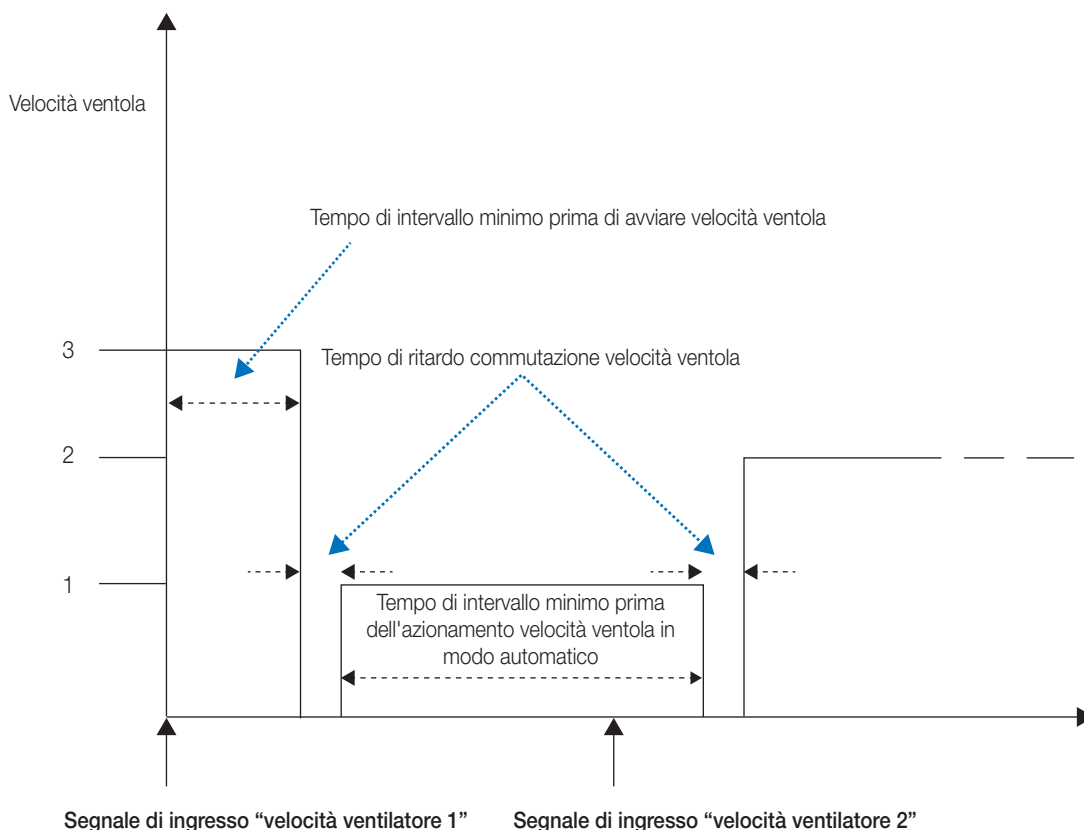 Velocità ventola
Tempo di intervallo minimo prima di avviare velocità ventola
3
Tempo di ritardo commutazione velocità ventola
2
1
Tempo di intervallo minimo prima
dell'azionamento velocità ventola in
modo automatico
Segnale di ingresso “velocità ventilatore 1”
Segnale di ingresso “velocità ventilatore 2”